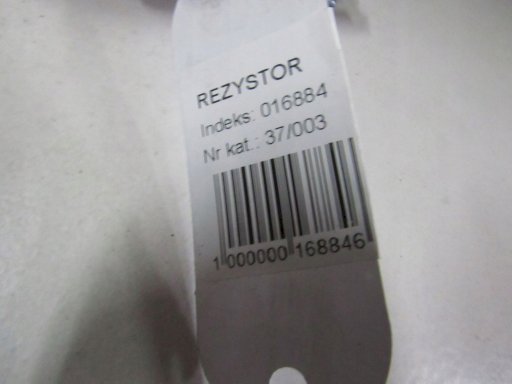 REZYSTOR
Indeks: 016884
Nr kat.: 37/003
1 000000 168846